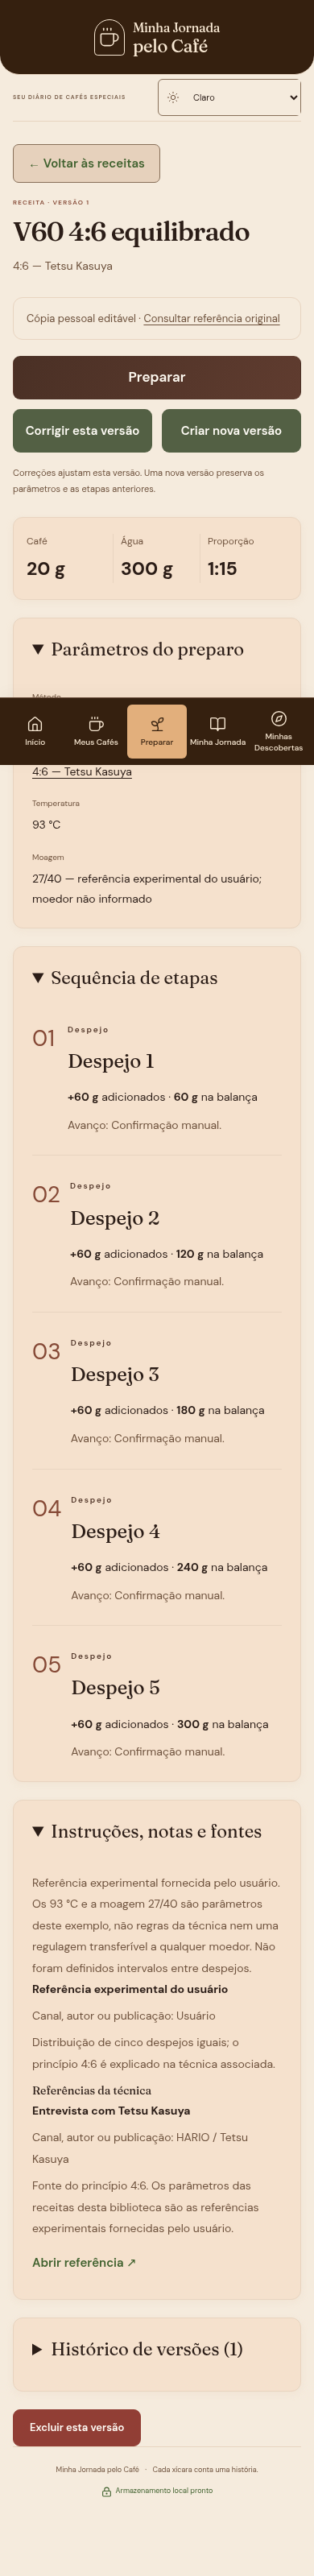 Minha Jornada
pelo Café
SEU DIÁRIO DE CAFÉS ESPECIAIS
Claro
← Voltar às receitas
RECEITA · VERSÃO 1
V60 4:6 equilibrado
4:6 — Tetsu Kasuya
Cópia pessoal editável · Consultar referência original
Preparar
Corrigir esta versão
Criar nova versão
Correções ajustam esta versão. Uma nova versão preserva os
parâmetros e as etapas anteriores.
Café
Água
Proporção
20 g
300 g
1:15
▼ Parâmetros do preparo
Método
Início
Meus Cafés
Preparar
Minha Jornada
Minhas
Descobertas
4:6 — Tetsu Kasuya
Temperatura
93 °C
Moagem
27/40 — referência experimental do usuário;
moedor não informado
▼ Sequência de etapas
01
Despejo
Despejo 1
+60 g adicionados · 60 g na balança
Avanço: Confirmação manual.
02
Despejo
Despejo 2
+60 g adicionados · 120 g na balança
Avanço: Confirmação manual.
03
Despejo
Despejo 3
+60 g adicionados · 180 g na balança
Avanço: Confirmação manual.
04
Despejo
Despejo 4
+60 g adicionados · 240 g na balança
Avanço: Confirmação manual.
05
Despejo
Despejo 5
+60 g adicionados · 300 g na balança
Avanço: Confirmação manual.
▼ Instruções, notas e fontes
Referência experimental fornecida pelo usuário.
Os 93 °C e a moagem 27/40 são parâmetros
deste exemplo, não regras da técnica nem uma
regulagem transferível a qualquer moedor. Não
foram definidos intervalos entre despejos.
Referência experimental do usuário
Canal, autor ou publicação: Usuário
Distribuição de cinco despejos iguais; o
princípio 4:6 é explicado na técnica associada.
Referências da técnica
Entrevista com Tetsu Kasuya
Canal, autor ou publicação: HARIO / Tetsu
Kasuya
Fonte do princípio 4:6. Os parâmetros das
receitas desta biblioteca são as referências
experimentais fornecidas pelo usuário.
Abrir referência ↗
▶ Histórico de versões (1)
Excluir esta versão
Minha Jornada pelo Café · Cada xícara conta uma história.
Armazenamento local pronto